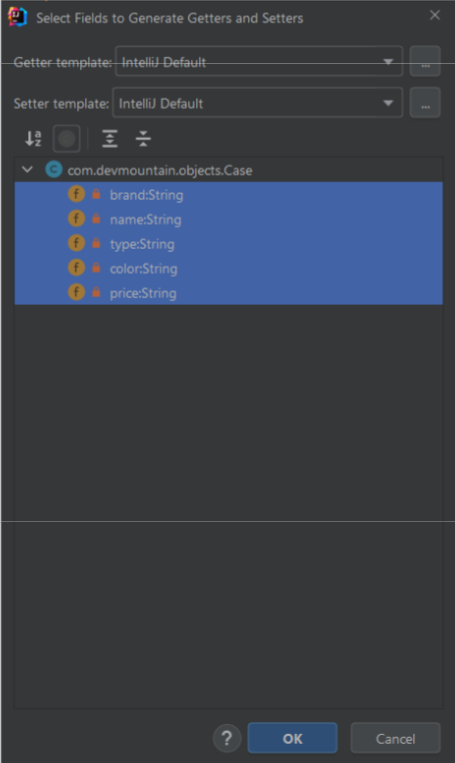 Select Fields to Generate Getters and Setters
Getter template: IntelliJ Default ...
Setter template: IntelliJ Default ...
com.devmountain.objects.Case
brand:String
name:String
type:String
color:String
price:String
? OK Cancel